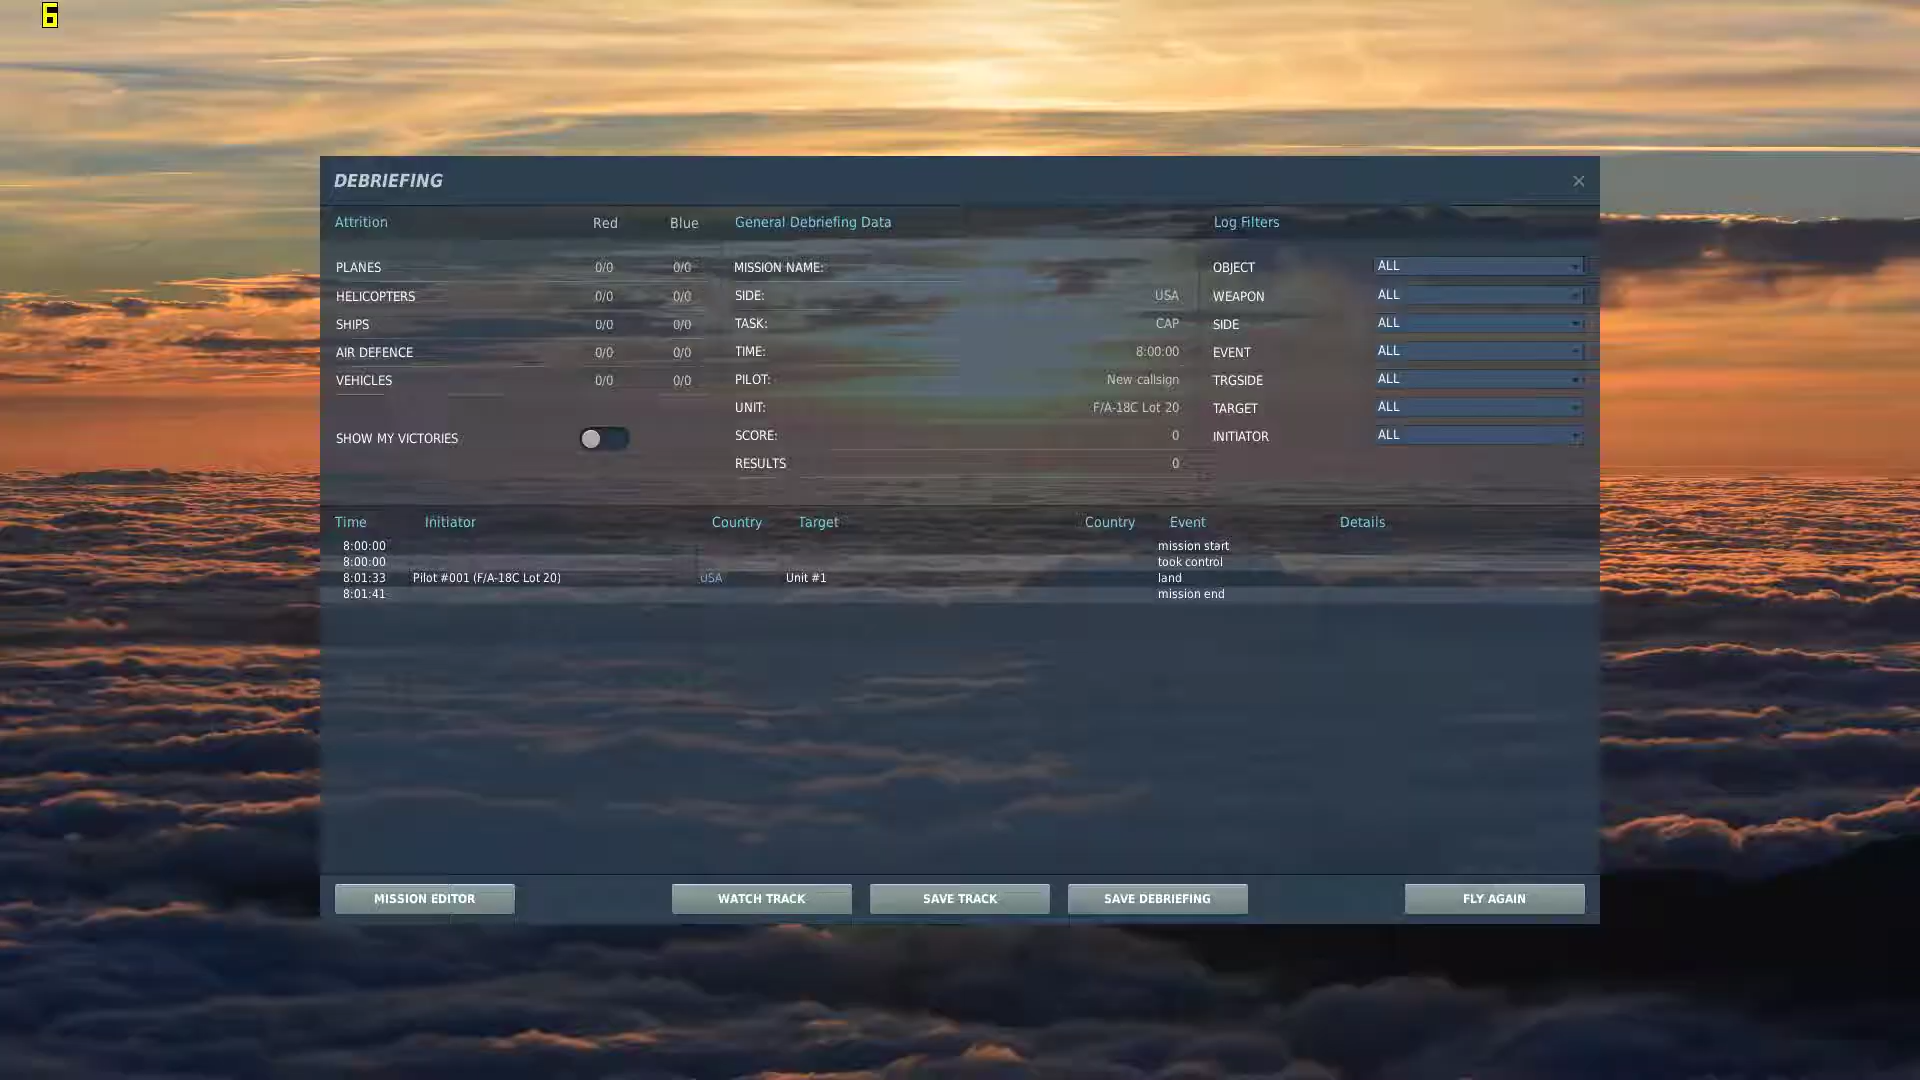 6
DEBRIEFING
Attrition Red Blue
PLANES 0/0 0/0
HELICOPTERS 0/0 0/0
SHIPS 0/0 0/0
AIR DEFENCE 0/0 0/0
VEHICLES 0/0 0/0
SHOW MY VICTORIES
General Debriefing Data
MISSION NAME:
SIDE: USA
TASK: CAP
TIME: 8:00:00
PILOT: New callsign
UNIT: F/A-18C Lot 20
SCORE: 0
RESULTS 0
Log Filters
OBJECT ALL
WEAPON ALL
SIDE ALL
EVENT ALL
TRGSIDE ALL
TARGET ALL
INITIATOR ALL
Time Initiator Country Target Country Event Details
8:00:00 mission start
8:00:00 took control
8:01:33 Pilot #001 (F/A-18C Lot 20) USA Unit #1 land
8:01:41 mission end
MISSION EDITOR WATCH TRACK SAVE TRACK SAVE DEBRIEFING FLY AGAIN